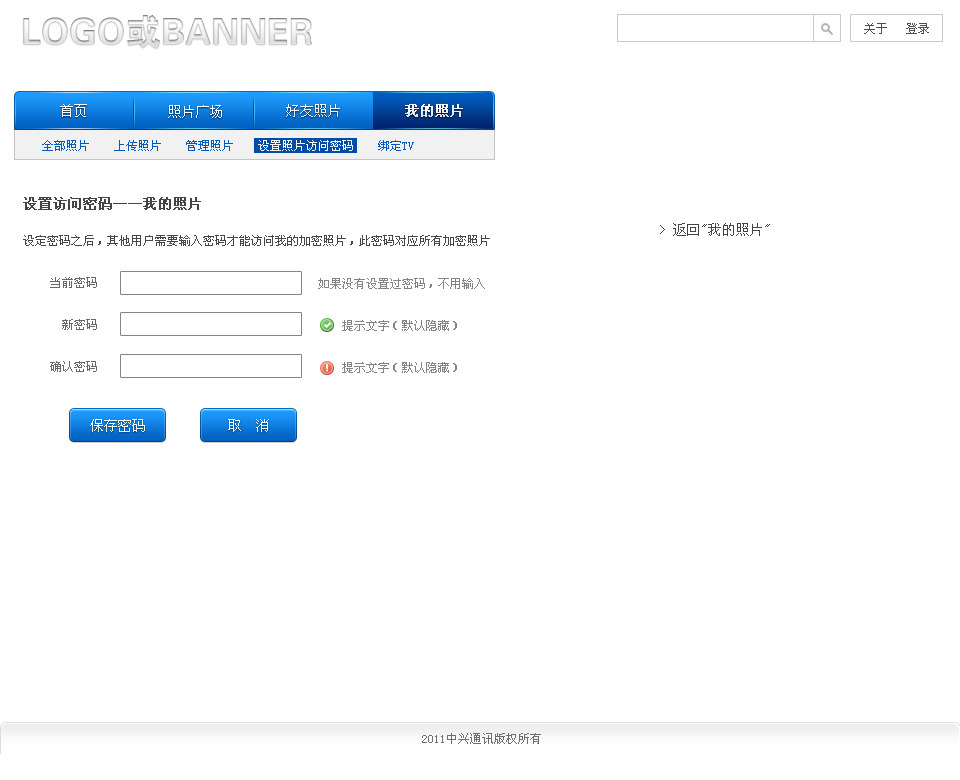 LOGO或BANNER
关于 登录
首页 照片广场 好友照片 我的照片
全部照片 上传照片 管理照片 设置照片访问密码 绑定TV
设置访问密码——我的照片
> 返回"我的照片"
设定密码之后，其他用户需要输入密码才能访问我的加密照片，此密码对应所有加密照片
当前密码 如果没有设置过密码，不用输入
新密码 提示文字（默认隐藏）
确认密码 提示文字（默认隐藏）
保存密码 取 消
2011中兴通讯版权所有